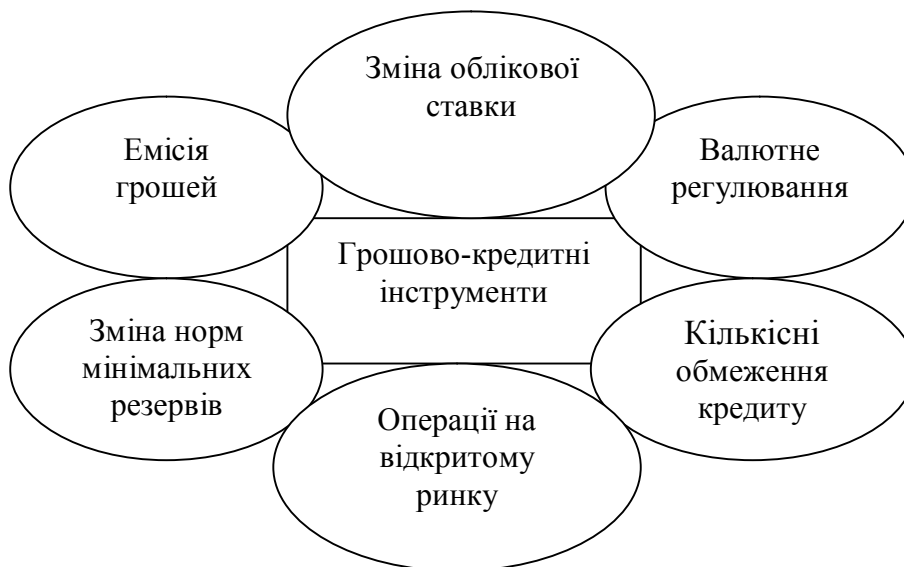 Зміна облікової
ставки
Емісія
грошей
Валютне
регулювання
Грошово-кредитні
інструменти
Зміна норм
мінімальних
резервів
Кількісні
обмеження
кредиту
Операції на
відкритому
ринку